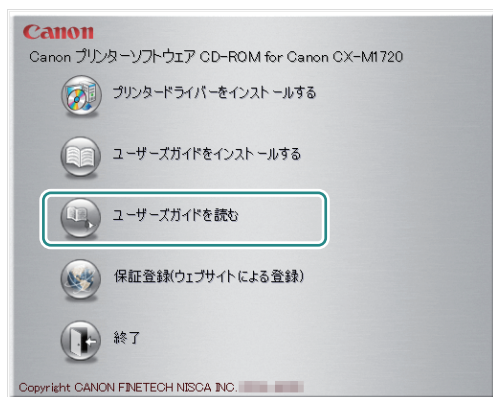 Canon
Canon プリンターソフトウェア CD-ROM for Canon CX-M1720
プリンタードライバーをインストールする
ユーザーズガイドをインストールする
ユーザーズガイドを読む
保証登録(ウェブサイトによる登録)
終了
Copyright CANON FINETECH NISCA INC.